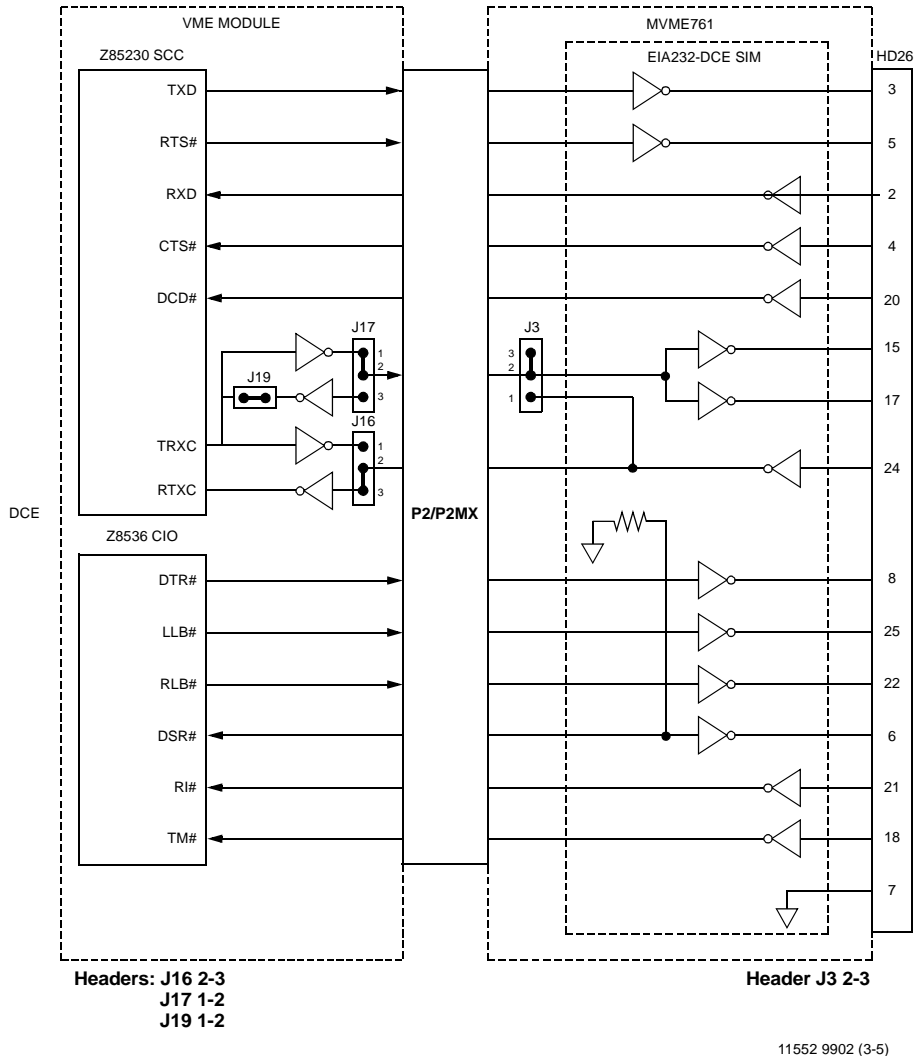 VME MODULE
MVME761
Z85230 SCC
EIA232-DCE SIM
HD26
TXD
3
RTS#
5
RXD
2
CTS#
4
DCD#
20
J17
J3
1
2
3
3
2
1
15
17
J19
J16
TRXC
1
2
3
24
RTXC
DCE
P2/P2MX
Z8536 CIO
DTR#
8
LLB#
25
RLB#
22
DSR#
6
RI#
21
TM#
18
7
Headers: J16 2-3
J17 1-2
J19 1-2
Header J3 2-3
11552 9902 (3-5)